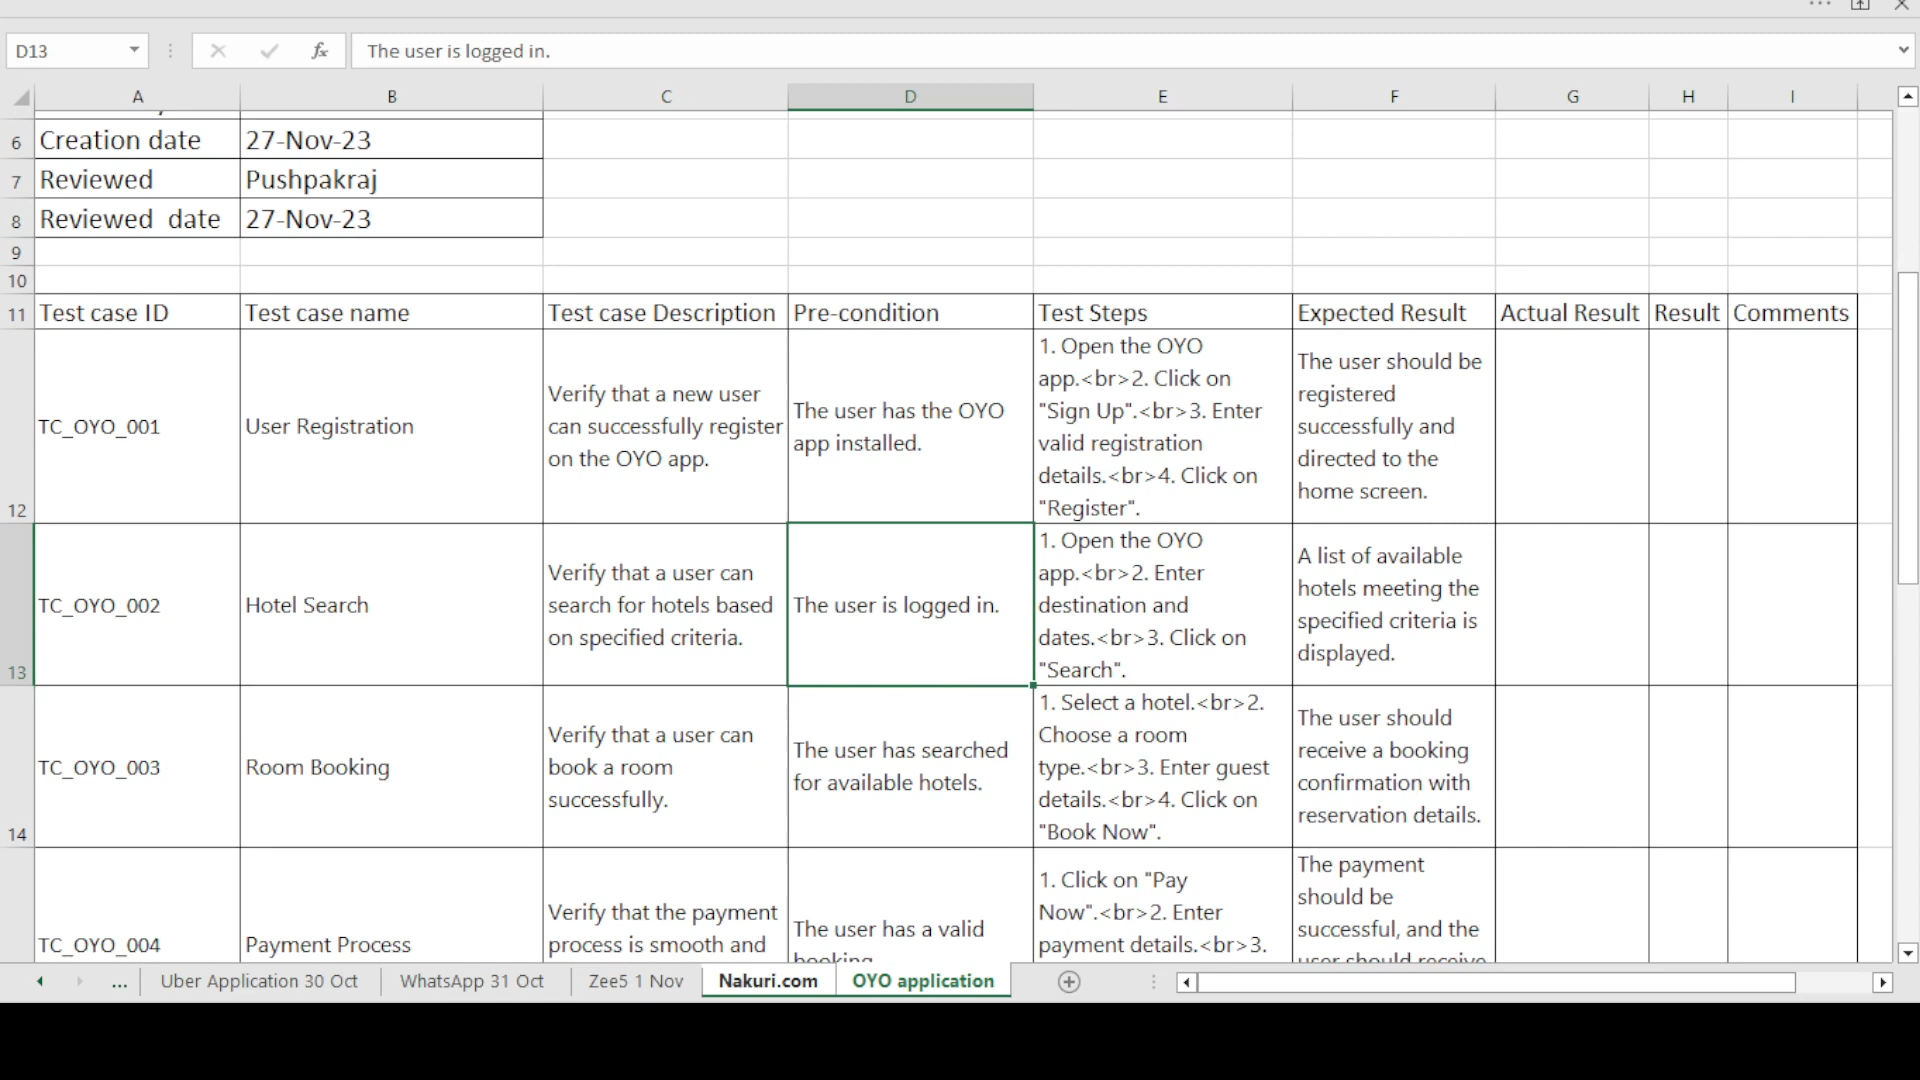 D13
fx
The user is logged in.
A B C D E F G H I
6 Creation date 27-Nov-23
7 Reviewed Pushpakraj
8 Reviewed date 27-Nov-23
9
10
11 Test case ID Test case name Test case Description Pre-condition Test Steps Expected Result Actual Result Result Comments
12
TC_OYO_001
User Registration
Verify that a new user
can successfully register
on the OYO app.
The user has the OYO
app installed.
1. Open the OYO
app.<br>2. Click on
"Sign Up".<br>3. Enter
valid registration
details.<br>4. Click on
"Register".
The user should be
registered
successfully and
directed to the
home screen.
13
TC_OYO_002
Hotel Search
Verify that a user can
search for hotels based
on specified criteria.
The user is logged in.
1. Open the OYO
app.<br>2. Enter
destination and
dates.<br>3. Click on
"Search".
A list of available
hotels meeting the
specified criteria is
displayed.
14
TC_OYO_003
Room Booking
Verify that a user can
book a room
successfully.
The user has searched
for available hotels.
1. Select a hotel.<br>2.
Choose a room
type.<br>3. Enter guest
details.<br>4. Click on
"Book Now".
The user should
receive a booking
confirmation with
reservation details.
TC_OYO_004
Payment Process
Verify that the payment
process is smooth and
The user has a valid
booking.
1. Click on "Pay
Now".<br>2. Enter
payment details.<br>3.
The payment
should be
successful, and the
user should receive
... Uber Application 30 Oct WhatsApp 31 Oct Zee5 1 Nov Nakuri.com OYO application